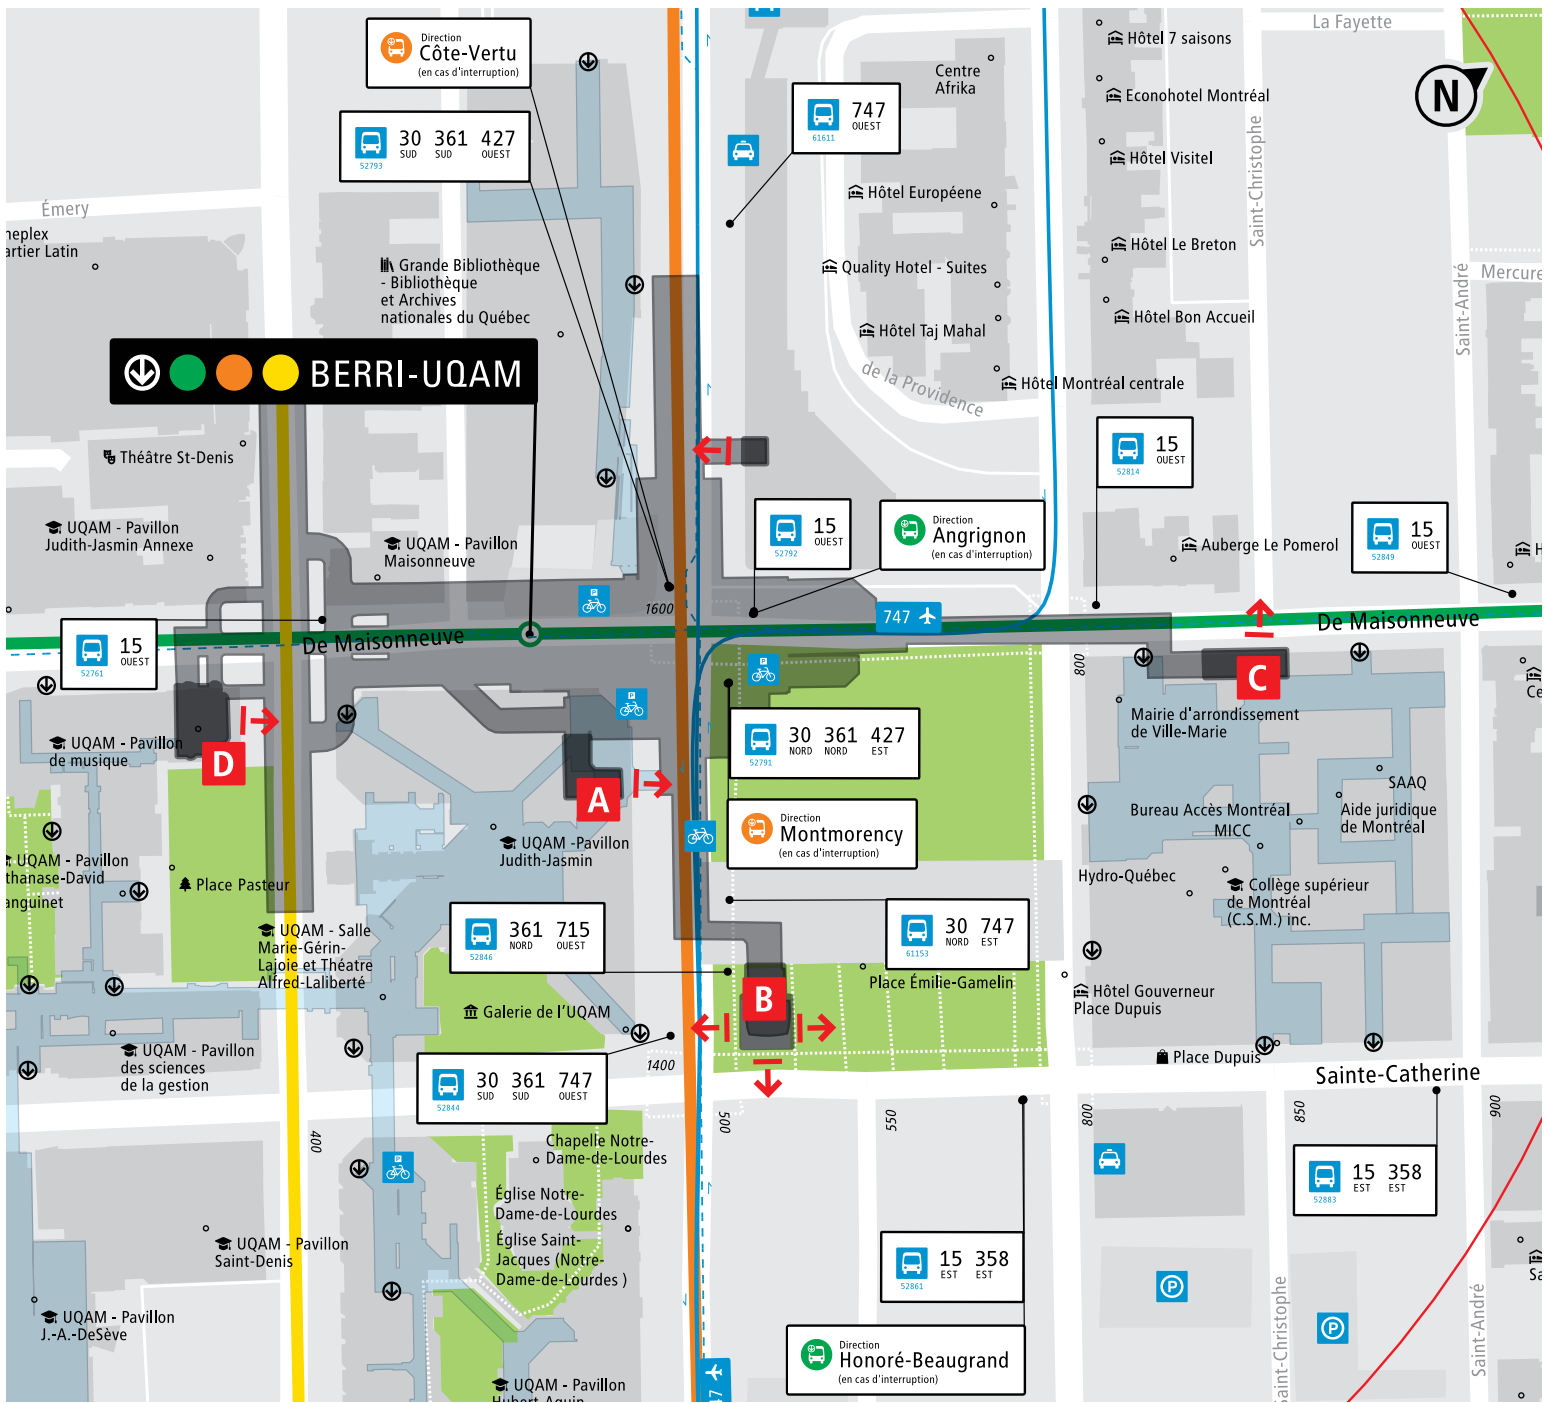 La Fayette
Direction
Côte-Vertu
(en cas d'interruption)
Hôtel 7 saisons
Centre
Afrika
N
Econohotel Montréal
747
OUEST
61611
30 361 427
SUD SUD OUEST
52793
Saint-Christophe
Hôtel Visitel
Hôtel Européene
Émery
Hôtel Le Breton
artier Latin
Grande Bibliothèque
- Bibliothèque
et Archives
nationales du Québec
Quality Hotel - Suites
Saint-André
Mercure
Hôtel Bon Accueil
Hôtel Taj Mahal
BERRI-UQAM
de la Providence
Hôtel Montréal centrale
Théâtre St-Denis
15
OUEST
52814
UQAM - Pavillon
Judith-Jasmin Annexe
UQAM - Pavillon
Maisonneuve
15
OUEST
52792
Direction
Angrignon
(en cas d'interruption)
Auberge Le Pomerol
15
OUEST
52849
H
1600
747
De Maisonneuve
De Maisonneuve
15
OUEST
52761
800
C
Ce
Mairie d'arrondissement
de Ville-Marie
UQAM - Pavillon
de musique
D
30 361 427
NORD NORD EST
52791
A
SAAQ
Bureau Accès Montréal
MICC
Aide juridique
de Montréal
Direction
Montmorency
(en cas d'interruption)
UQAM -Pavillon
Judith-Jasmin
UQAM - Pavillon
thanase-David
anguinet
Place Pasteur
Hydro-Québec
Collège supérieur
de Montréal
(C.S.M.) inc.
UQAM - Salle
Marie-Gérin-
Lajoie et Théatre
Alfred-Laliberté
361 715
NORD OUEST
52846
30 747
NORD EST
61153
Place Émilie-Gamelin
B
Hôtel Gouverneur
Place Dupuis
Galerie de l'UQAM
UQAM - Pavillon
des sciences
de la gestion
1400
Place Dupuis
Sainte-Catherine
30 361 747
SUD SUD OUEST
52844
400
500
550
800
850
900
Chapelle Notre-
Dame-de-Lourdes
15 358
EST EST
52883
Église Notre-
Dame-de-Lourdes
Église Saint-
Jacques (Notre-
Dame-de-Lourdes )
UQAM - Pavillon
Saint-Denis
15 358
EST EST
52861
Sa
P
P
Saint-André
aint-Christophe
UQAM - Pavillon
J.-A.-DeSève
Direction
Honoré-Beaugrand
(en cas d'interruption)
UQAM - Pavillon
Hubert-Aquin